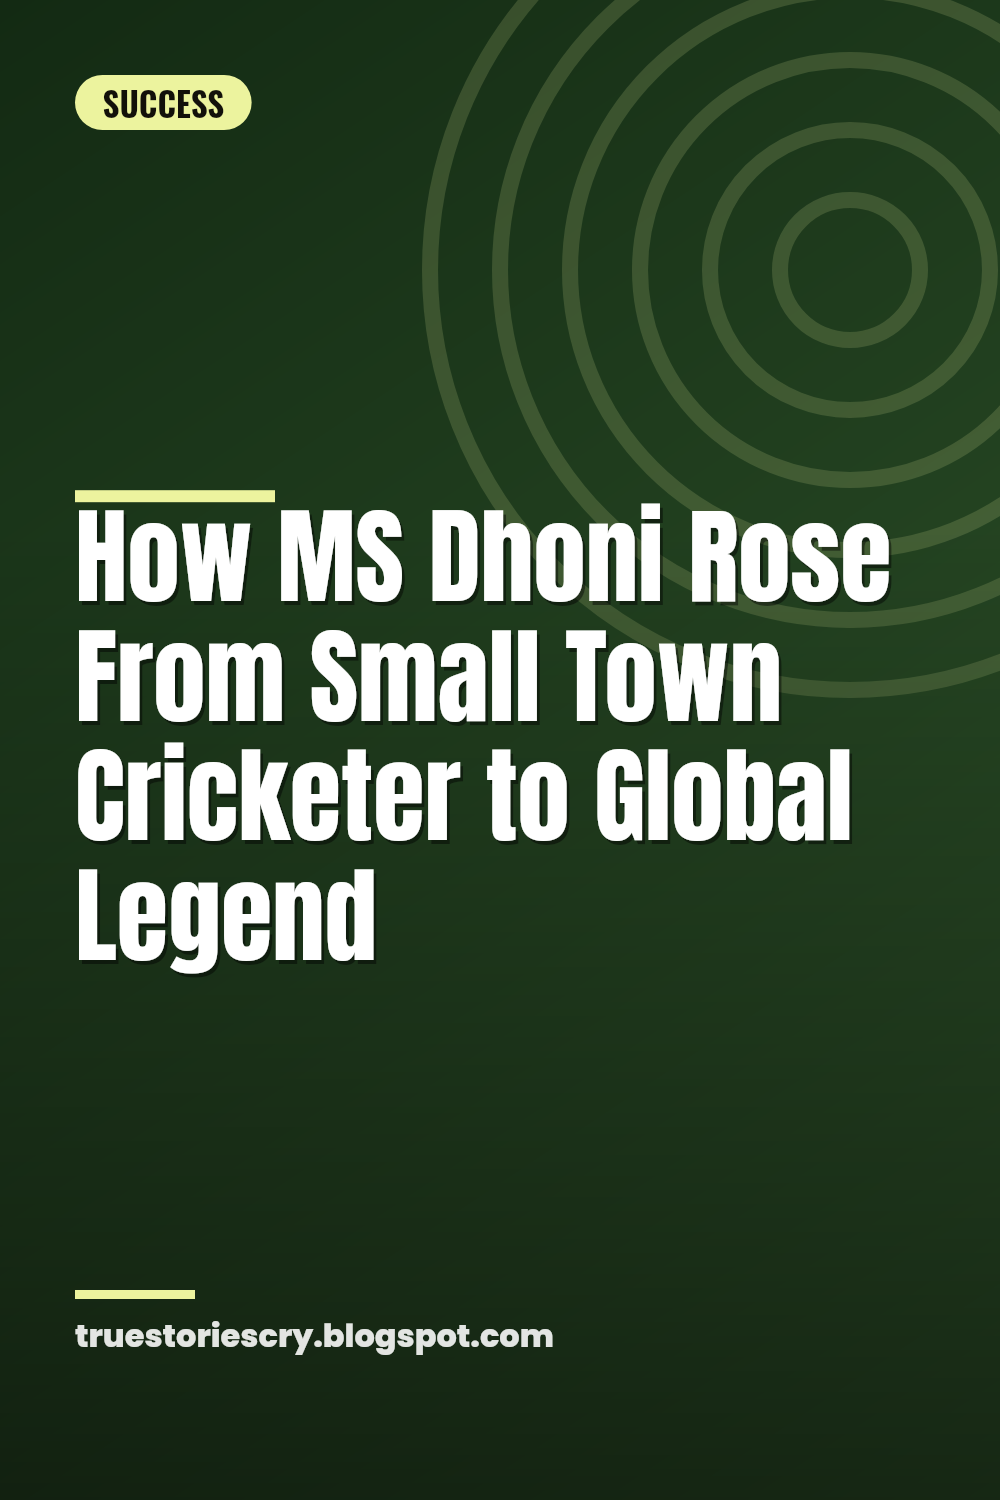 SUCCESS
How MS Dhoni Rose
From Small Town
Cricketer to Global
Legend
truestoriescry.blogspot.com